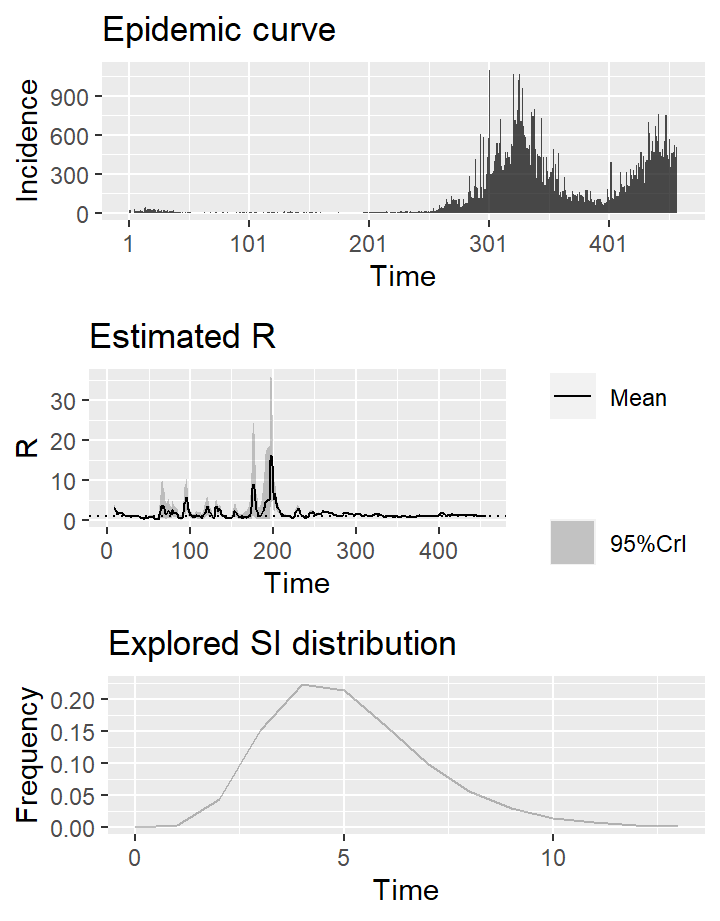 Epidemic curve
Incidence
900
600
300
0
1
101
201
301
401
Time
Estimated R
R
30
20
10
0
0
100
200
300
400
Time
Mean
95%CrI
Explored SI distribution
Frequency
0.20
0.15
0.10
0.05
0.00
0
5
10
Time